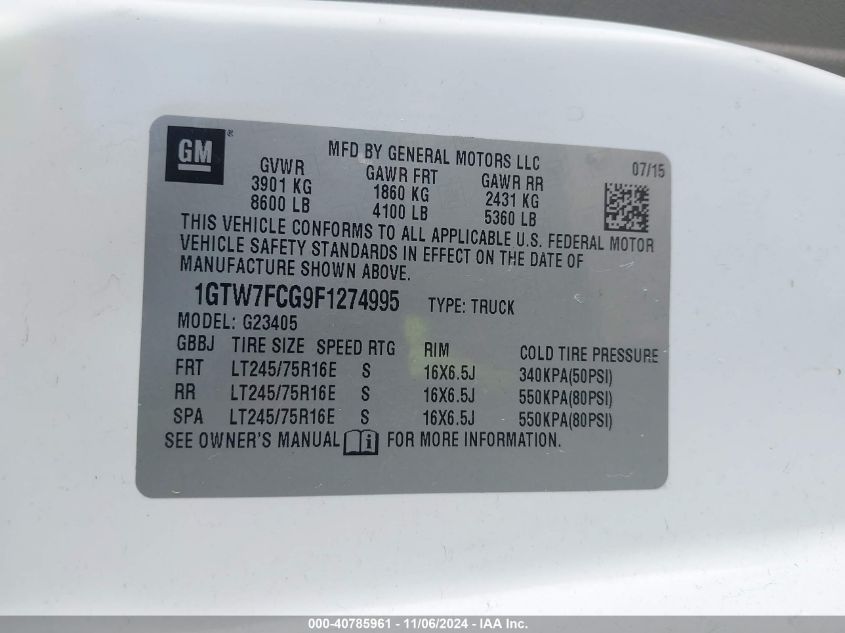 GM®
MFD BY GENERAL MOTORS LLC
07/15
GVWR GAWR FRT GAWR RR
3901 KG 1860 KG 2431 KG
8600 LB 4100 LB 5360 LB
THIS VEHICLE CONFORMS TO ALL APPLICABLE U.S. FEDERAL MOTOR
VEHICLE SAFETY STANDARDS IN EFFECT ON THE DATE OF
MANUFACTURE SHOWN ABOVE.
1GTW7FCG9F1274995 TYPE: TRUCK
MODEL: G23405
GBBJ TIRE SIZE SPEED RTG RIM COLD TIRE PRESSURE
FRT LT245/75R16E S 16X6.5J 340KPA(50PSI)
RR LT245/75R16E S 16X6.5J 550KPA(80PSI)
SPA LT245/75R16E S 16X6.5J 550KPA(80PSI)
SEE OWNER'S MANUAL i FOR MORE INFORMATION.
000-40785961 - 11/06/2024 - IAA Inc.